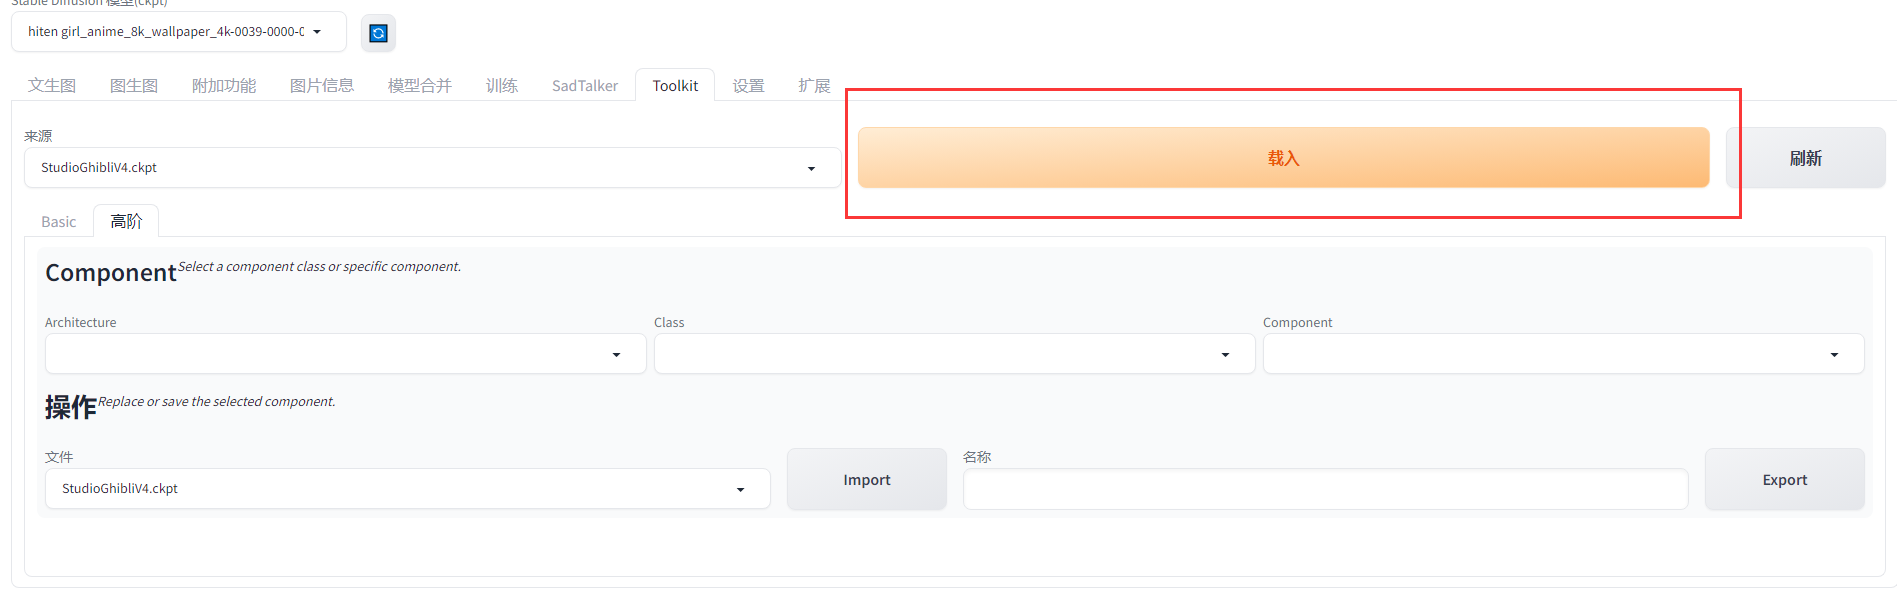 Stable Diffusion 模型(ckpt)
hiten girl_anime_8k_wallpaper_4k-0039-0000-0
文生图 图生图 附加功能 图片信息 模型合并 训练 SadTalker Toolkit 设置 扩展
来源
StudioGhibliV4.ckpt
载入
刷新
Basic 高阶
Component Select a component class or specific component.
Architecture Class Component
操作 Replace or save the selected component.
文件 名称
StudioGhibliV4.ckpt Import Export